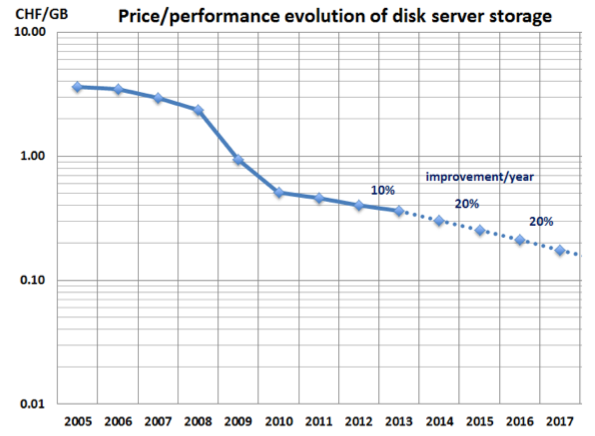 CHF/GB
Price/performance evolution of disk server storage
10.00
1.00
0.10
0.01
10%
improvement/year
20%
20%
2005 2006 2007 2008 2009 2010 2011 2012 2013 2014 2015 2016 2017